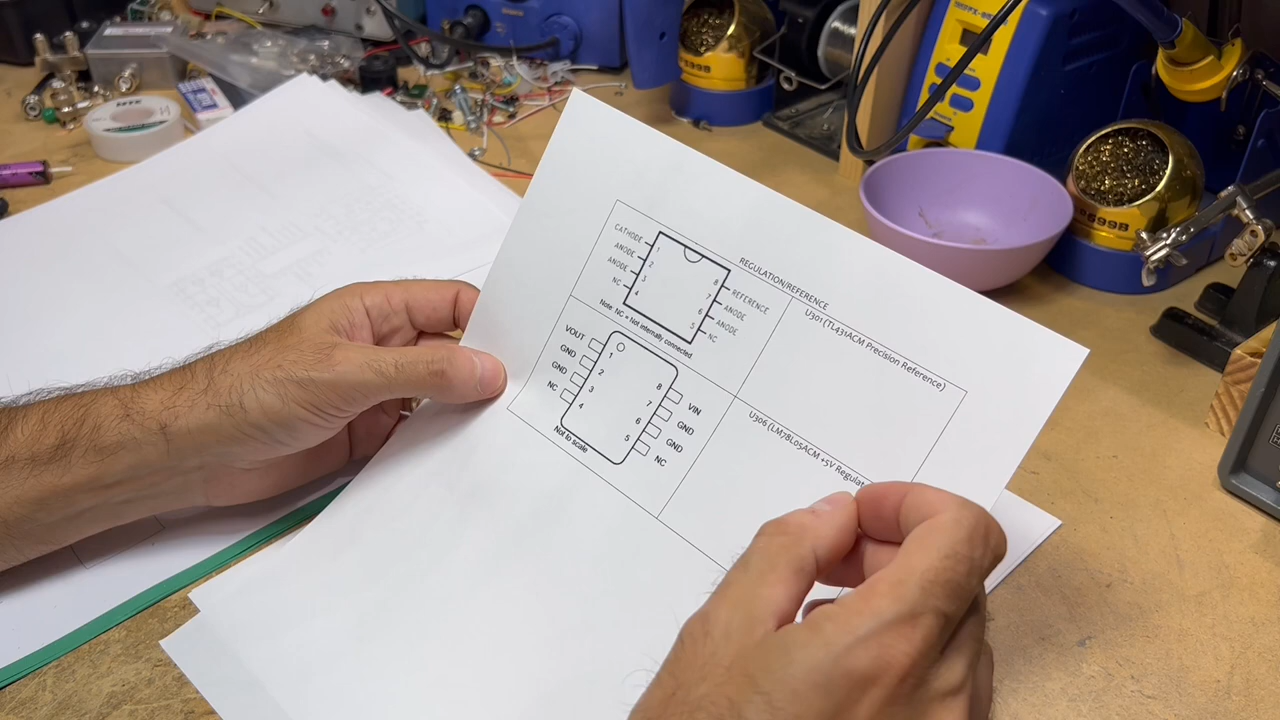 REGULATION/REFERENCE
CATHODE
ANODE
ANODE
NC
1
2
3
4
8
7
6
5
REFERENCE
ANODE
ANODE
NC
Note NC = Not internally connected
U301 (TL431ACM Precision Reference)
VOUT
GND
GND
NC
1
2
3
4
8
7
6
5
VIN
GND
GND
NC
Not to scale
U306 (LM78L05ACM +5V Regulat
599B